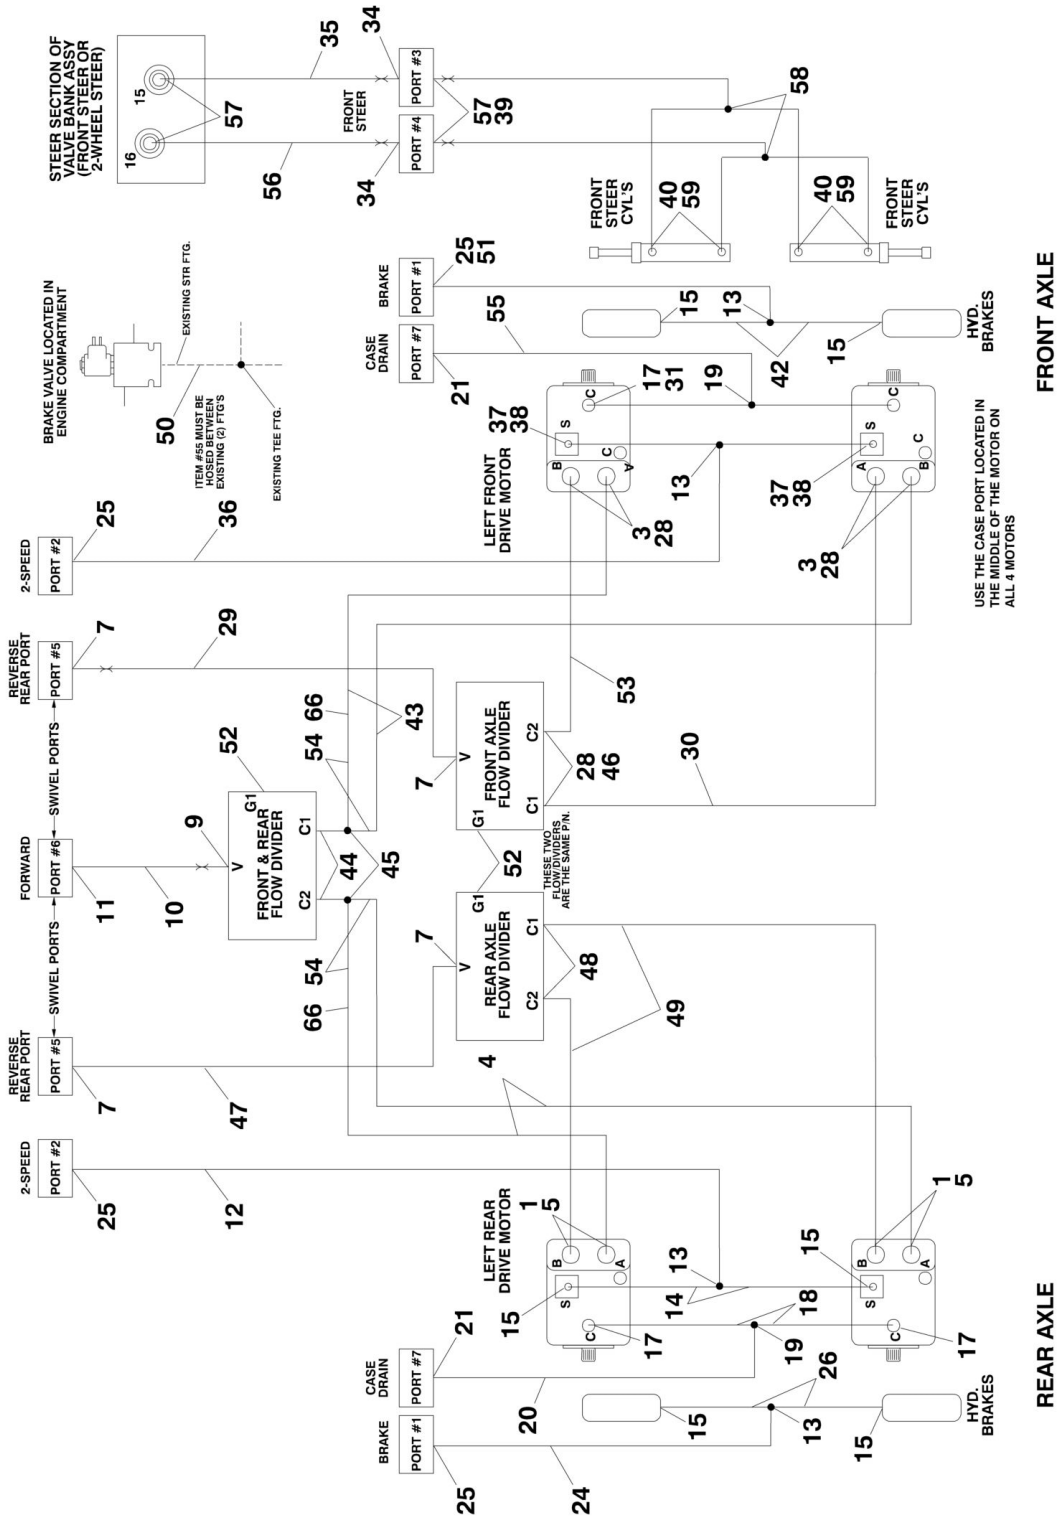 STEER SECTION OF
VALVE BANK ASSY
(FRONT STEER OR
2-WHEEL STEER)
16
15
57
56
35
34
34
FRONT
STEER
PORT #4
PORT #3
57
39
58
FRONT
STEER
CYL'S
40
59
40
59
FRONT
STEER
CYL'S
BRAKE VALVE LOCATED IN
ENGINE COMPARTMENT
EXISTING STR FTG.
50
ITEM #55 MUST BE
HOSED BETWEEN
EXISTING (2) FTG'S
EXISTING TEE FTG.
BRAKE
PORT #1
25
51
CASE
DRAIN
PORT #7
21
55
15
13
42
15
HYD.
BRAKES
FRONT AXLE
2-SPEED
PORT #2
25
36
LEFT FRONT
DRIVE MOTOR
37
38
17
31
19
B
A
S
C
C
3
28
13
37
38
A
B
S
C
C
3
28
USE THE CASE PORT LOCATED IN
THE MIDDLE OF THE MOTOR ON
ALL 4 MOTORS
REVERSE
REAR PORT
PORT #5
7
29
SWIVEL PORTS
FORWARD
PORT #6
11
10
9
52
V
G1
FRONT & REAR
FLOW DIVIDER
C2
C1
44
45
54
66
43
54
66
SWIVEL PORTS
REVERSE
REAR PORT
PORT #5
7
47
7
V
G1
FRONT AXLE
FLOW DIVIDER
C1
C2
28
46
53
30
52
THESE TWO
FLOW/DIVIDERS
ARE THE SAME P/N.
7
V
G1
REAR AXLE
FLOW DIVIDER
C2
C1
48
49
4
2-SPEED
PORT #2
25
12
LEFT REAR
DRIVE MOTOR
1
5
B
A
S
C
15
17
13
14
15
18
19
B
A
S
C
1
5
17
CASE
DRAIN
PORT #7
21
20
BRAKE
PORT #1
25
24
15
13
26
15
HYD.
BRAKES
REAR AXLE